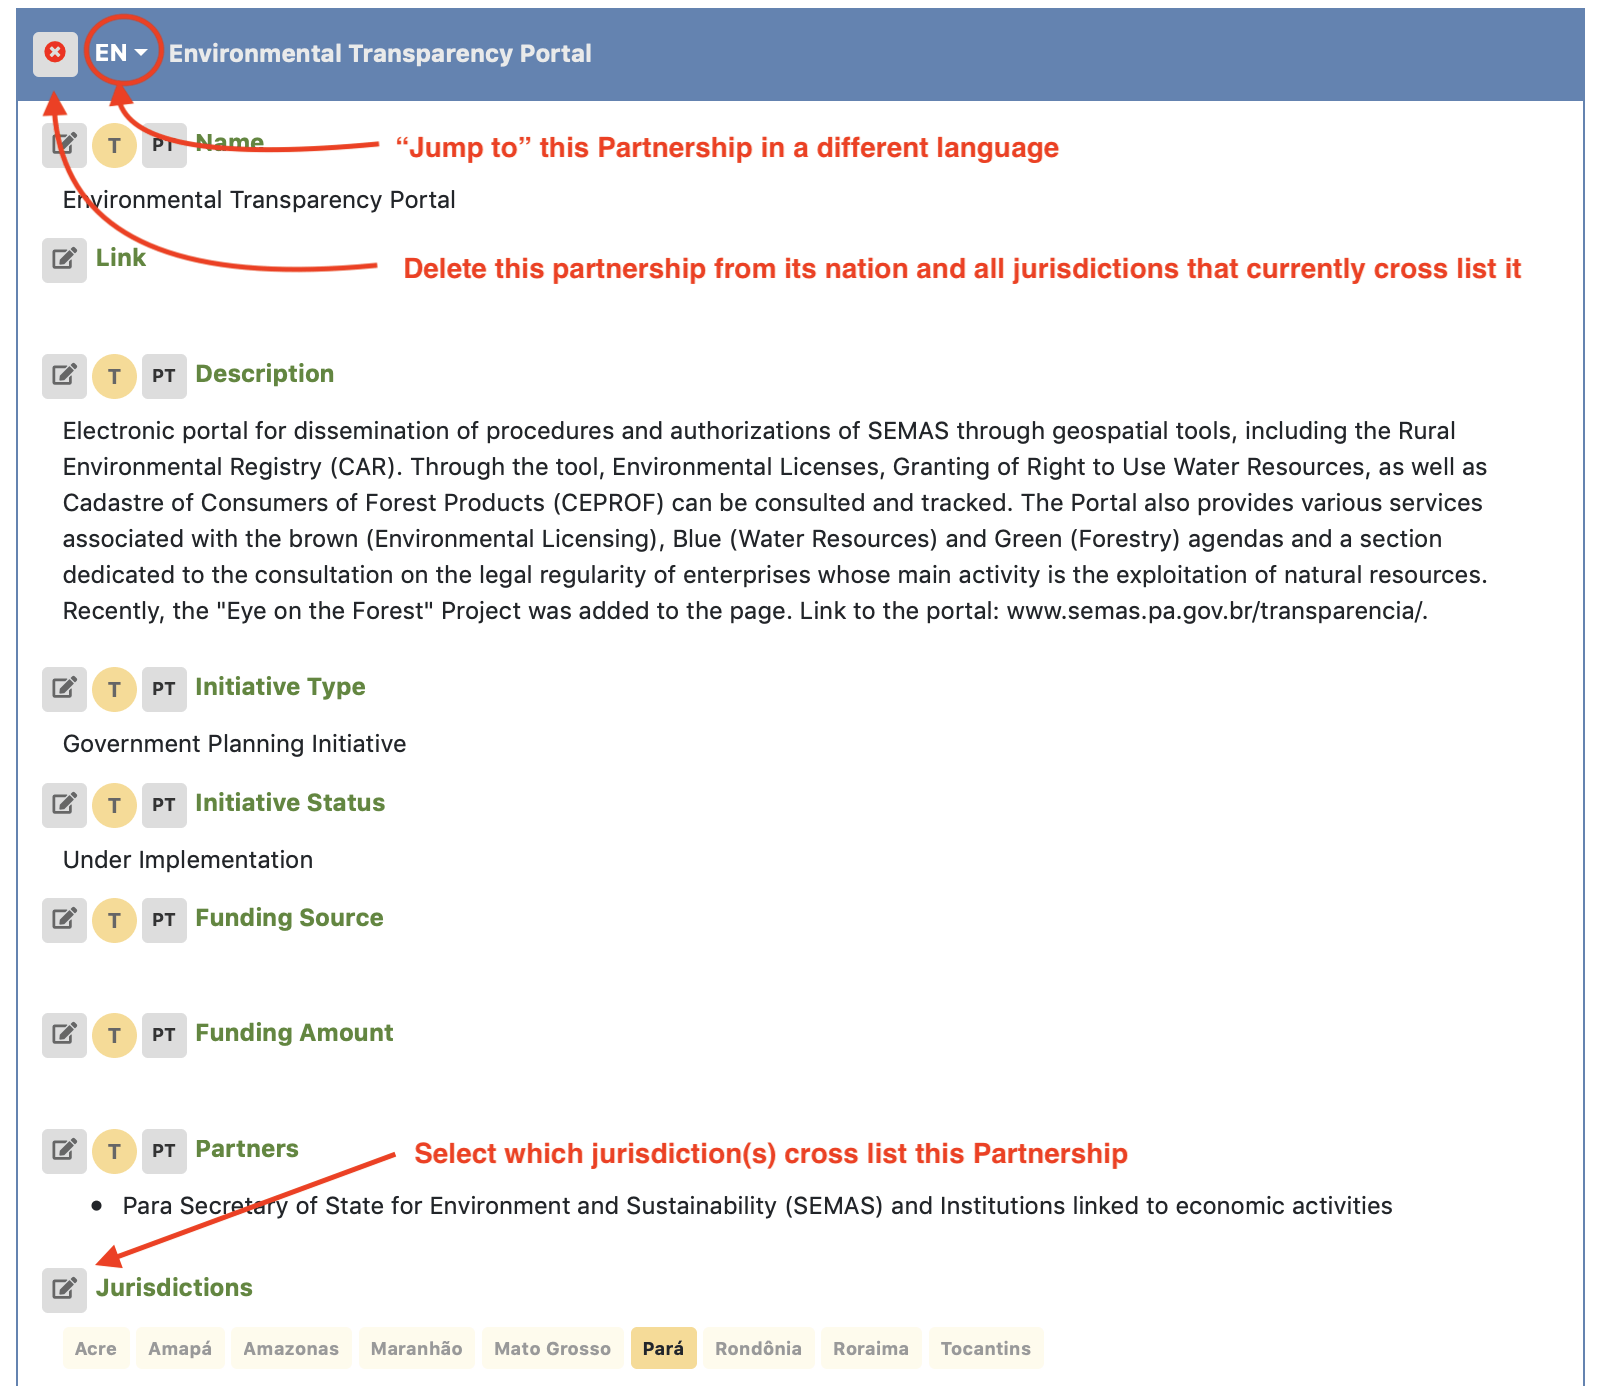 EN Environmental Transparency Portal
T PT Name
“Jump to” this Partnership in a different language
Environmental Transparency Portal
Link
Delete this partnership from its nation and all jurisdictions that currently cross list it
T PT Description
Electronic portal for dissemination of procedures and authorizations of SEMAS through geospatial tools, including the Rural
Environmental Registry (CAR). Through the tool, Environmental Licenses, Granting of Right to Use Water Resources, as well as
Cadastre of Consumers of Forest Products (CEPROF) can be consulted and tracked. The Portal also provides various services
associated with the brown (Environmental Licensing), Blue (Water Resources) and Green (Forestry) agendas and a section
dedicated to the consultation on the legal regularity of enterprises whose main activity is the exploitation of natural resources.
Recently, the "Eye on the Forest" Project was added to the page. Link to the portal: www.semas.pa.gov.br/transparencia/.
T PT Initiative Type
Government Planning Initiative
T PT Initiative Status
Under Implementation
T PT Funding Source
T PT Funding Amount
T PT Partners
Select which jurisdiction(s) cross list this Partnership
• Para Secretary of State for Environment and Sustainability (SEMAS) and Institutions linked to economic activities
Jurisdictions
Acre Amapá Amazonas Maranhão Mato Grosso Pará Rondônia Roraima Tocantins